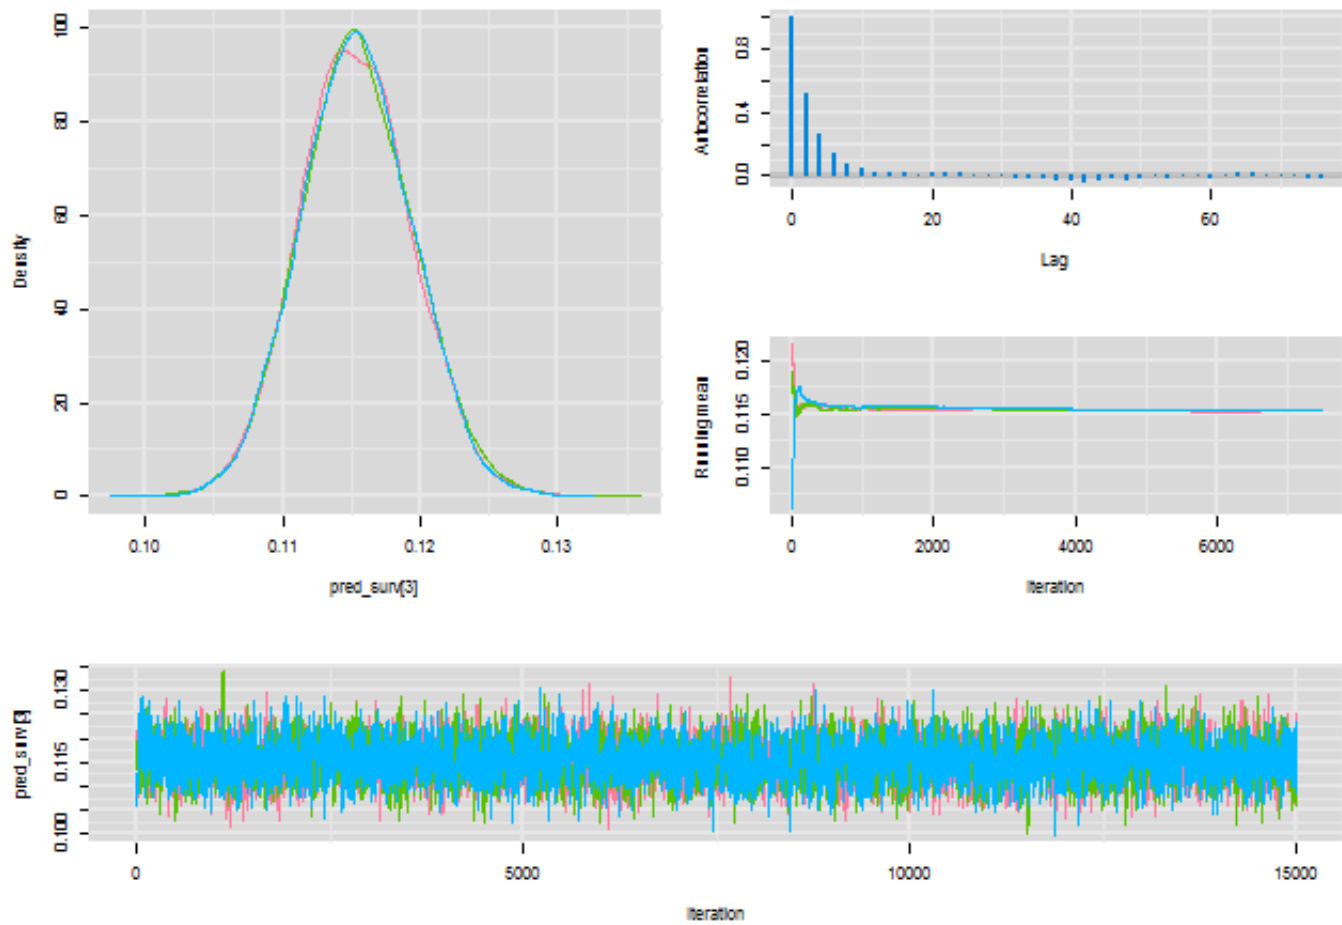 100
80
60
40
20
0
Density
0.10 0.11 0.12 0.13
pred_surv[3]
0.8
0.4
0.0
Autocorrelation
0 20 40 60
Lag
0.120
0.115
0.110
Running mean
0 2000 4000 6000
Iteration
0.130
0.115
0.100
pred_surv[3]
0 5000 10000 15000
Iteration